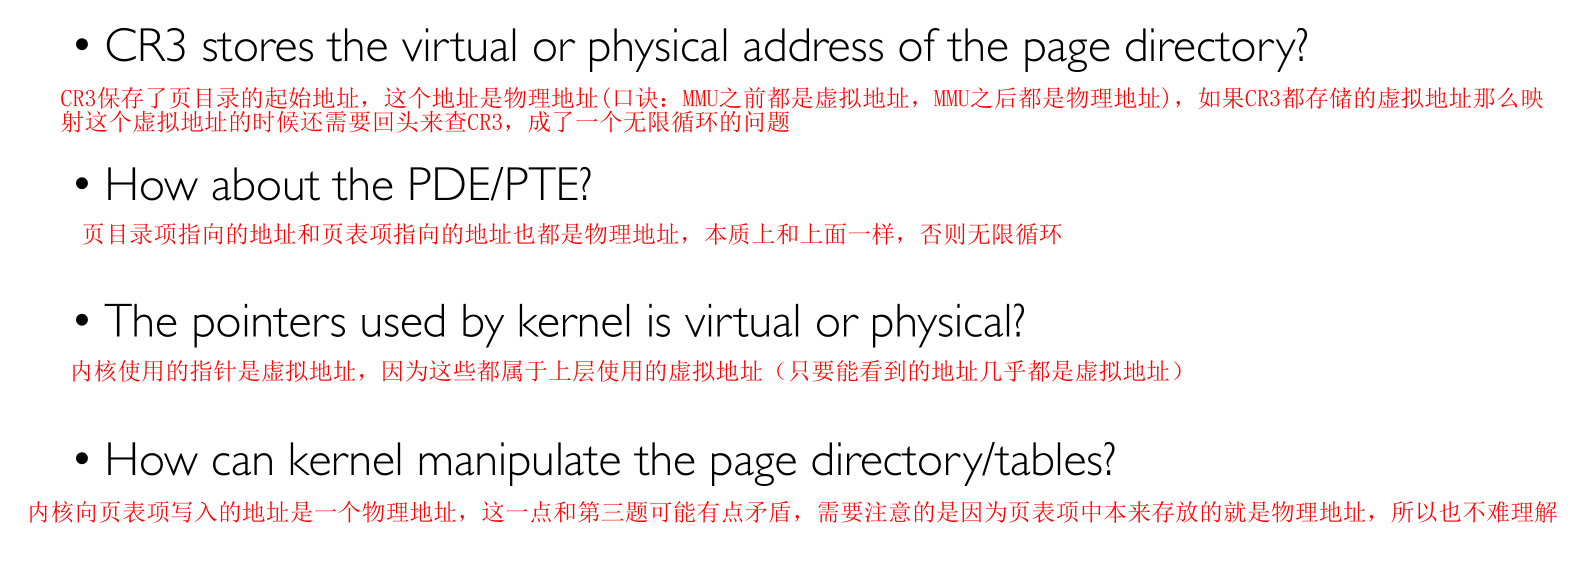 • CR3 stores the virtual or physical address of the page directory?
CR3保存了页目录的起始地址，这个地址是物理地址(口诀：MMU之前都是虚拟地址，MMU之后都是物理地址)，如果CR3都存储的虚拟地址那么映
射这个虚拟地址的时候还需要回头来查CR3，成了一个无限循环的问题
• How about the PDE/PTE?
页目录项指向的地址和页表项指向的地址也都是物理地址，本质上和上面一样，否则无限循环
• The pointers used by kernel is virtual or physical?
内核使用的指针是虚拟地址，因为这些都属于上层使用的虚拟地址（只要能看到的地址几乎都是虚拟地址）
• How can kernel manipulate the page directory/tables?
内核向页表项写入的地址是一个物理地址，这一点和第三题可能有点矛盾，需要注意的是因为页表项中本来存放的就是物理地址，所以也不难理解